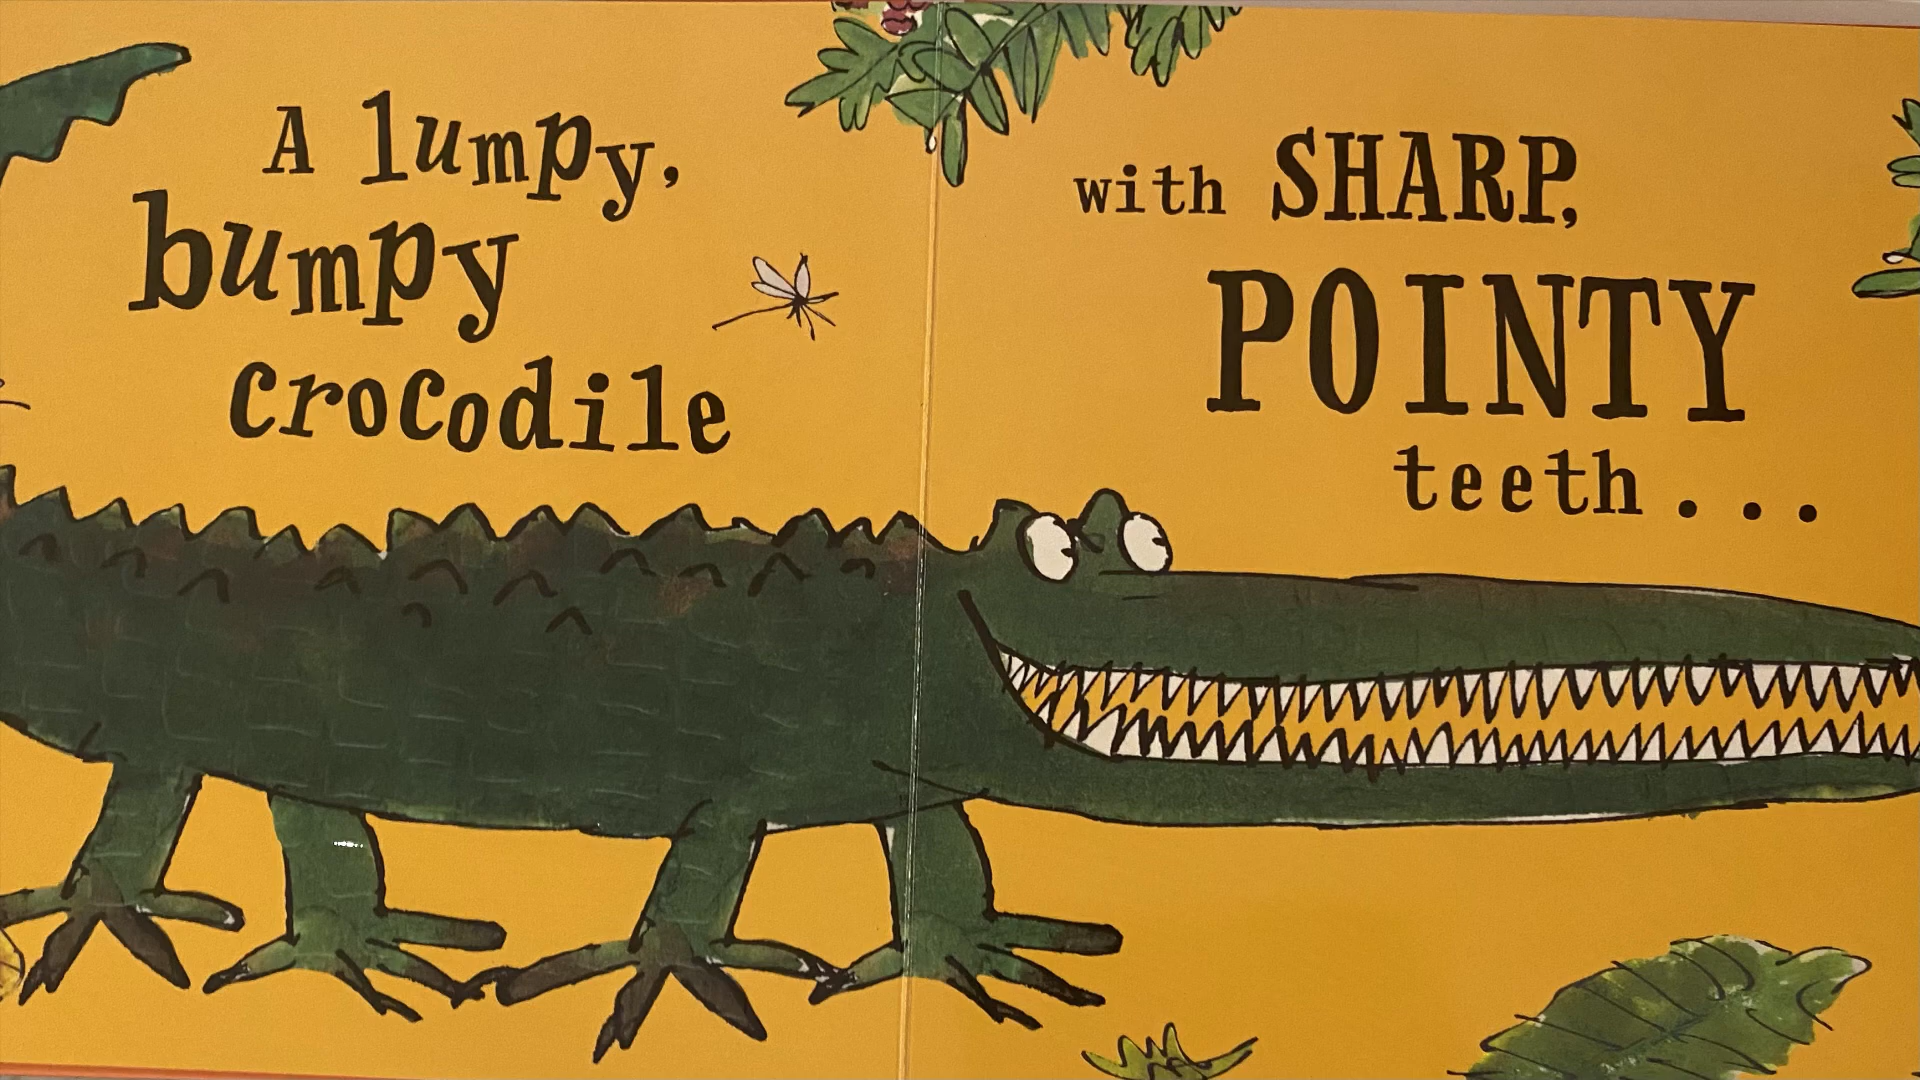 A lumpy,
bumpy
crocodile
with SHARP,
POINTY
teeth...